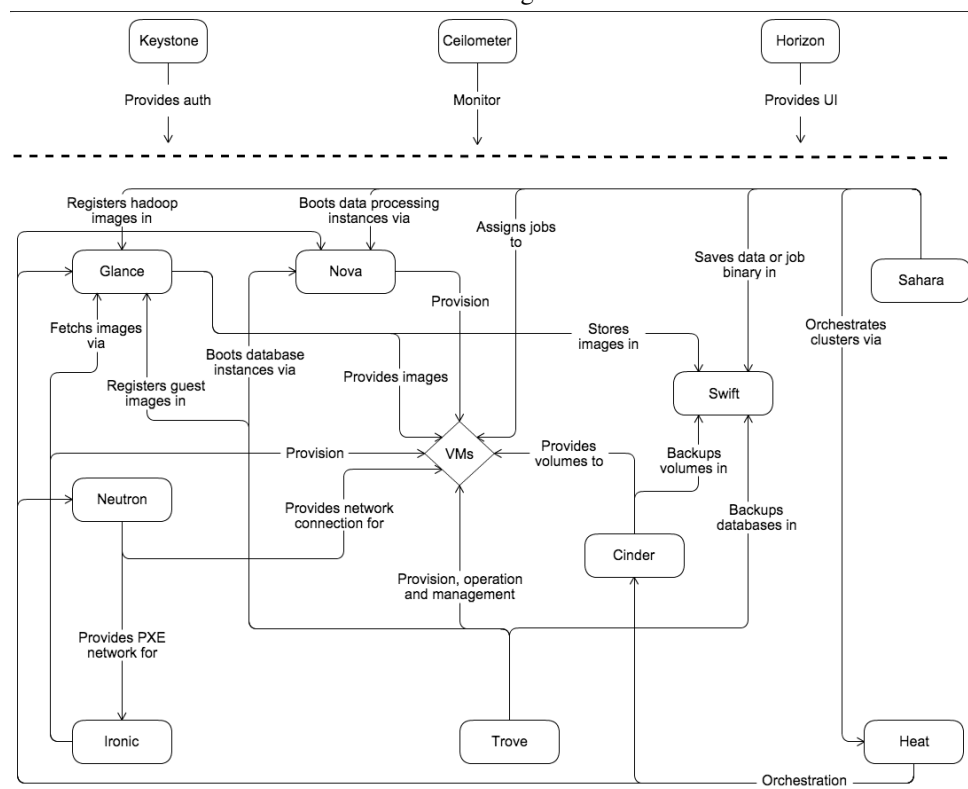 Keystone
Ceilometer
Horizon
Provides auth
Monitor
Provides UI
Registers hadoop
images in
Boots data processing
instances via
Assigns jobs
to
Saves data or job
binary in
Glance
Nova
Sahara
Provision
Fetchs images
via
Stores
images in
Orchestrates
clusters via
Boots database
instances via
Provides images
Registers guest
images in
Swift
Provision
VMs
Provides
volumes to
Backups
volumes in
Neutron
Provides network
connection for
Backups
databases in
Cinder
Provision, operation
and management
Provides PXE
network for
Ironic
Trove
Heat
Orchestration